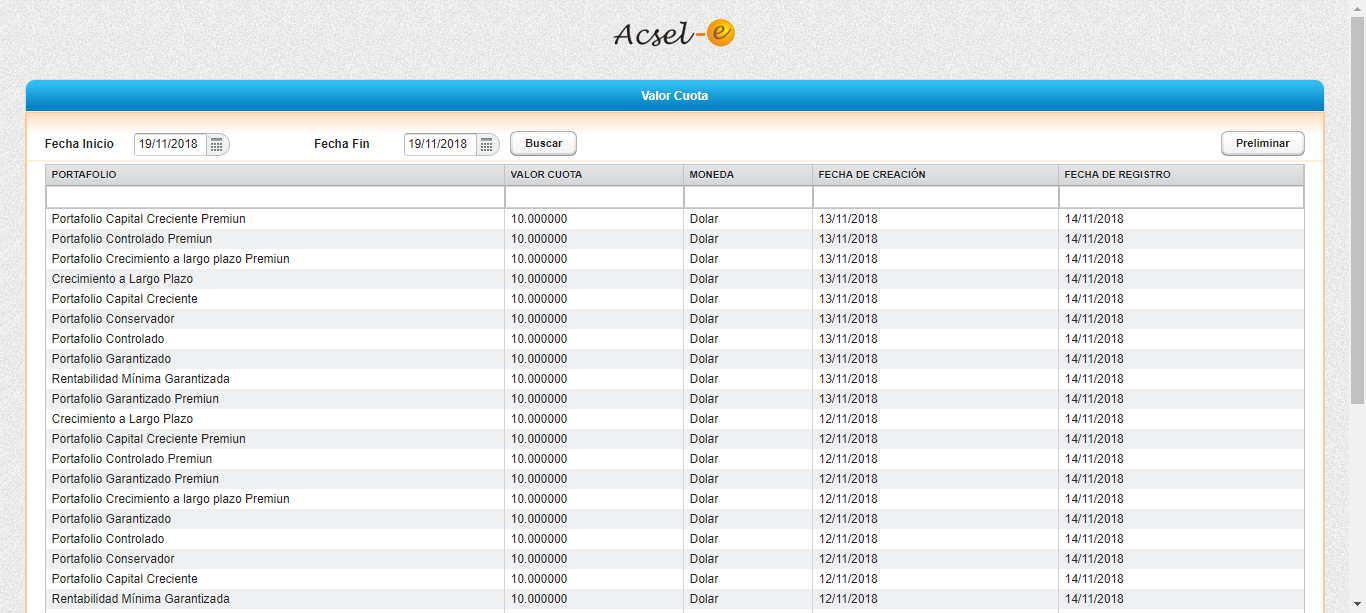 Acsel-e
Valor Cuota
Fecha Inicio 19/11/2018 Fecha Fin 19/11/2018 Buscar Preliminar
PORTAFOLIO VALOR CUOTA MONEDA FECHA DE CREACIÓN FECHA DE REGISTRO
Portafolio Capital Creciente Premiun 10.000000 Dolar 13/11/2018 14/11/2018
Portafolio Controlado Premiun 10.000000 Dolar 13/11/2018 14/11/2018
Portafolio Crecimiento a largo plazo Premiun 10.000000 Dolar 13/11/2018 14/11/2018
Crecimiento a Largo Plazo 10.000000 Dolar 13/11/2018 14/11/2018
Portafolio Capital Creciente 10.000000 Dolar 13/11/2018 14/11/2018
Portafolio Conservador 10.000000 Dolar 13/11/2018 14/11/2018
Portafolio Controlado 10.000000 Dolar 13/11/2018 14/11/2018
Portafolio Garantizado 10.000000 Dolar 13/11/2018 14/11/2018
Rentabilidad Mínima Garantizada 10.000000 Dolar 13/11/2018 14/11/2018
Portafolio Garantizado Premiun 10.000000 Dolar 13/11/2018 14/11/2018
Crecimiento a Largo Plazo 10.000000 Dolar 12/11/2018 14/11/2018
Portafolio Capital Creciente Premiun 10.000000 Dolar 12/11/2018 14/11/2018
Portafolio Controlado Premiun 10.000000 Dolar 12/11/2018 14/11/2018
Portafolio Garantizado Premiun 10.000000 Dolar 12/11/2018 14/11/2018
Portafolio Crecimiento a largo plazo Premiun 10.000000 Dolar 12/11/2018 14/11/2018
Portafolio Garantizado 10.000000 Dolar 12/11/2018 14/11/2018
Portafolio Controlado 10.000000 Dolar 12/11/2018 14/11/2018
Portafolio Conservador 10.000000 Dolar 12/11/2018 14/11/2018
Portafolio Capital Creciente 10.000000 Dolar 12/11/2018 14/11/2018
Rentabilidad Mínima Garantizada 10.000000 Dolar 12/11/2018 14/11/2018